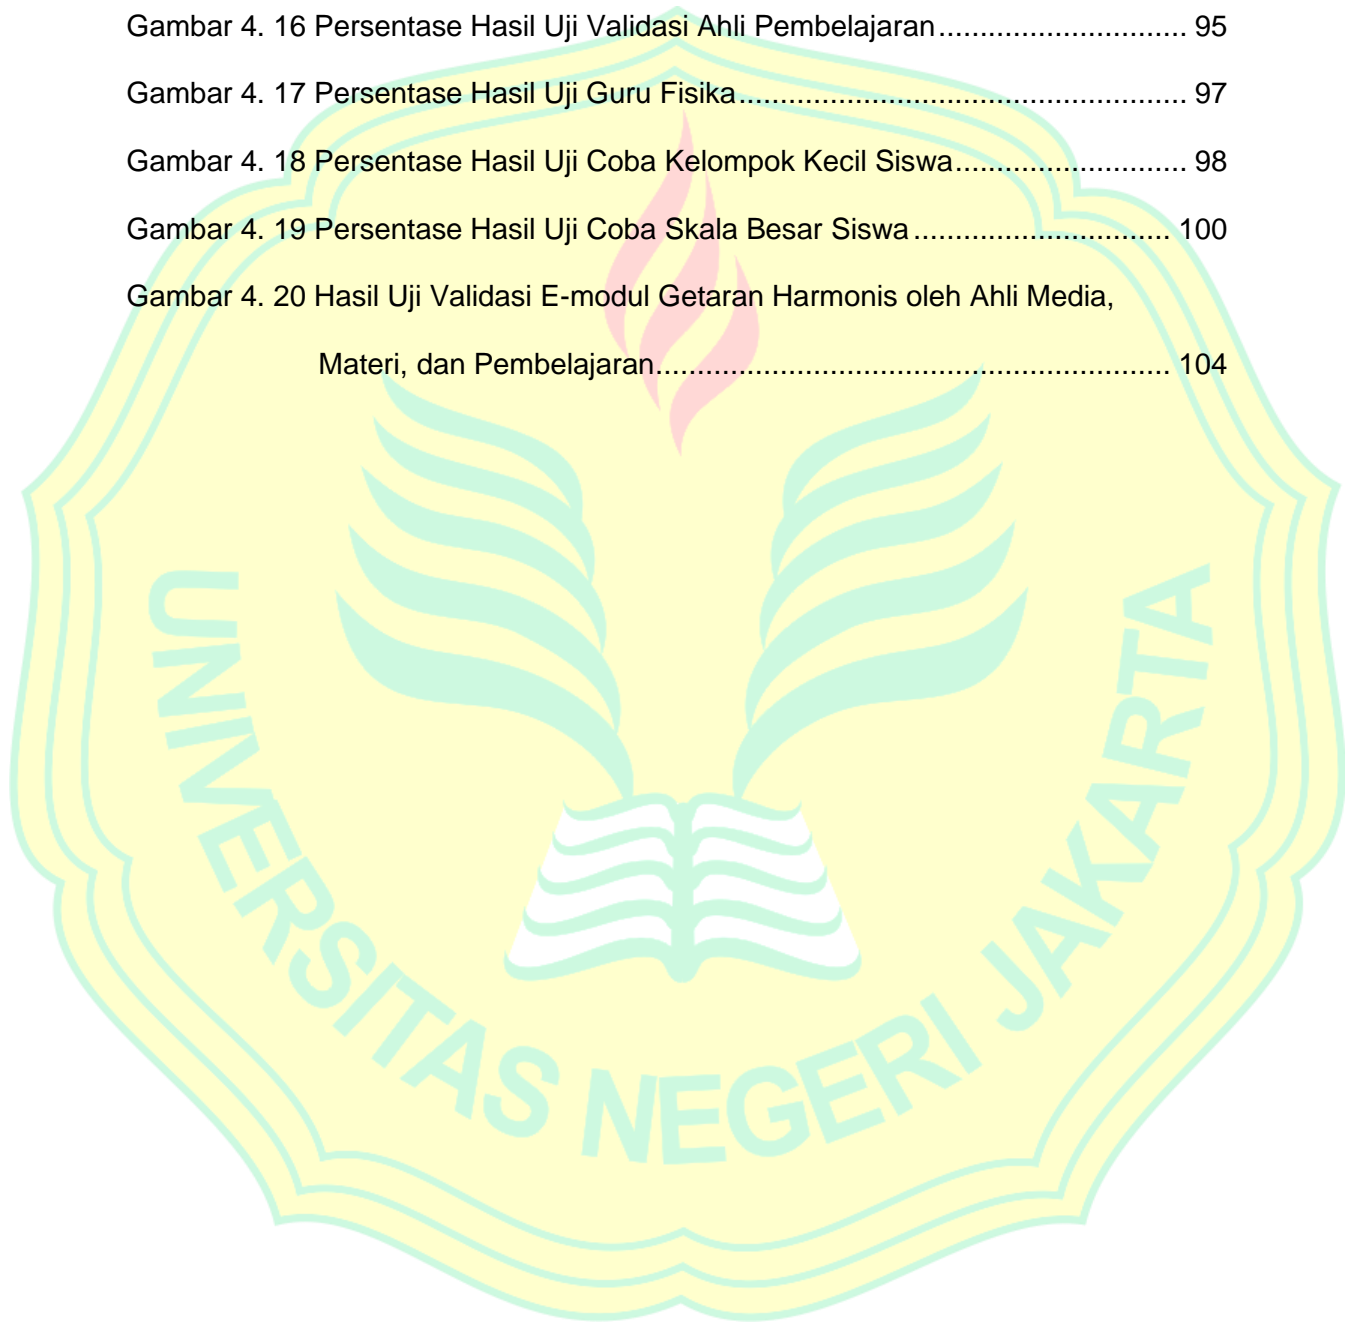 Gambar 4. 16 Persentase Hasil Uji Validasi Ahli Pembelajaran.............................. 95
Gambar 4. 17 Persentase Hasil Uji Guru Fisika...................................................... 97
Gambar 4. 18 Persentase Hasil Uji Coba Kelompok Kecil Siswa............................ 98
Gambar 4. 19 Persentase Hasil Uji Coba Skala Besar Siswa............................... 100
Gambar 4. 20 Hasil Uji Validasi E-modul Getaran Harmonis oleh Ahli Media,
Materi, dan Pembelajaran.............................................................. 104
UNIVERSITAS NEGERI JAKARTA